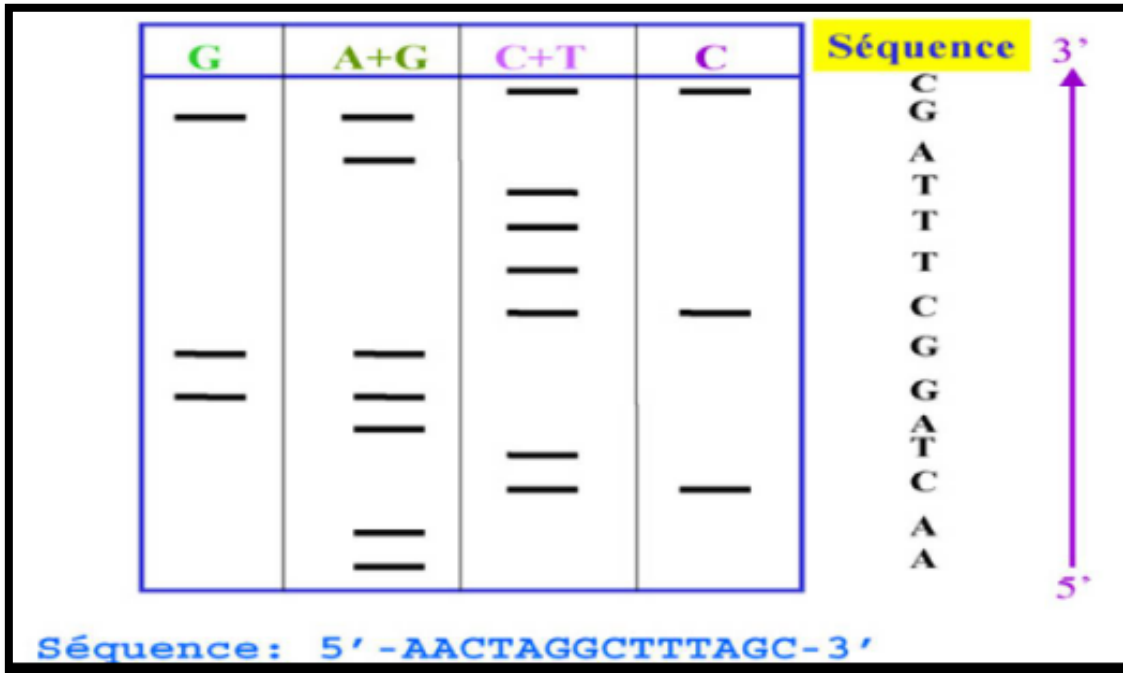 G A+G C+T C Séquence 3’
C
G
A
T
T
T
C
G
G
A
T
C
A
A
5’
Séquence: 5’-AACTAGGCTTTAGC-3’